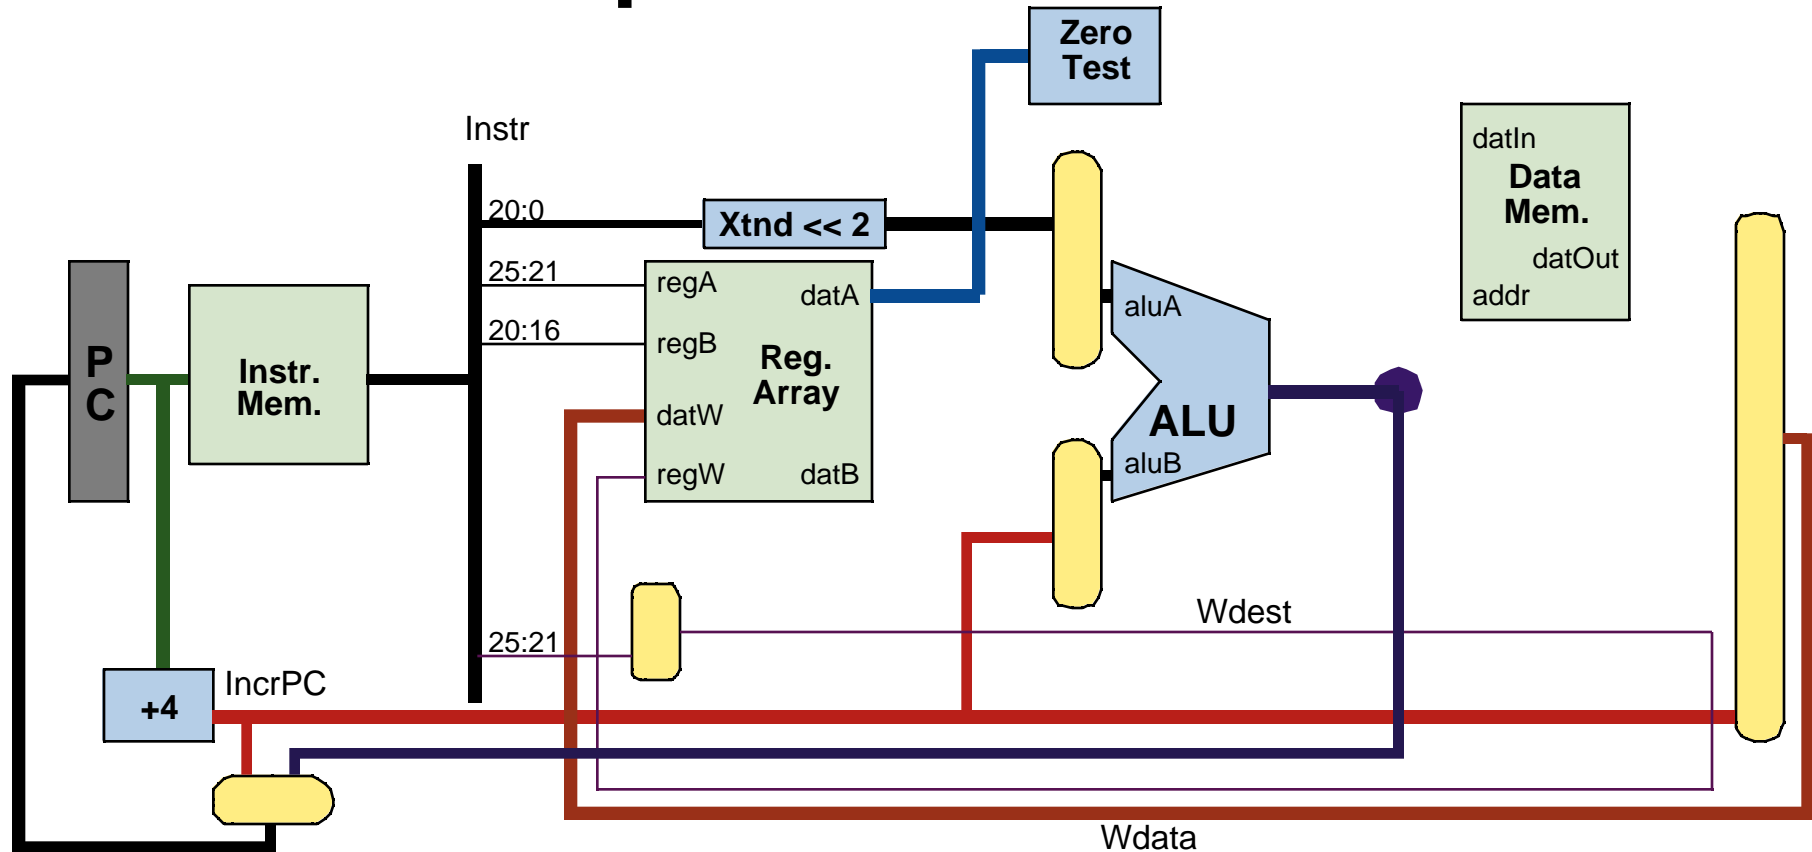 Zero
Test
Instr
datIn
Data
Mem.
datOut
addr
20:0
Xtnd << 2
25:21
regA
datA
20:16
regB
Reg.
Array
datW
regW
datB
aluA
ALU
aluB
P
C
Instr.
Mem.
25:21
Wdest
IncrPC
+4
Wdata